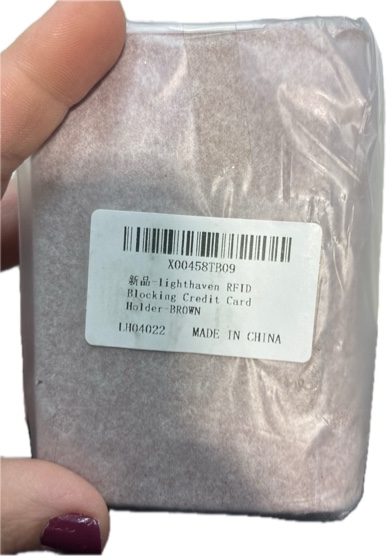 X00458TB09
新品-lighthaven RFID
Blocking Credit Card
Holder-BROWN
LH04022 MADE IN CHINA